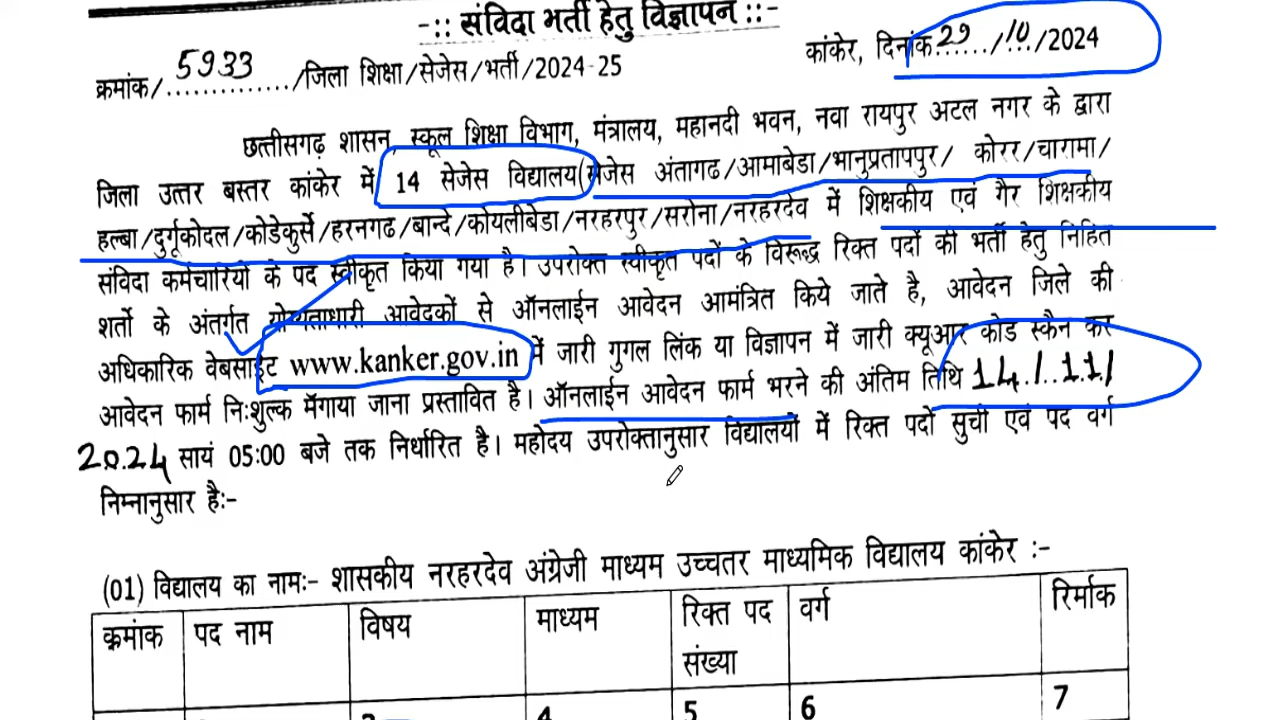 -:: संविदा भर्ती हेतु विज्ञापन ::-
क्रमांक/ 5933 /जिला शिक्षा/सेजेस/भर्ती/2024-25 कांकेर, दिनांक 29/10/2024
छत्तीसगढ़ शासन, स्कूल शिक्षा विभाग, मंत्रालय, महानदी भवन, नवा रायपुर अटल नगर के द्वारा
जिला उत्तर बस्तर कांकेर में 14 सेजेस विद्यालय(सेजेस अंतागढ/आमाबेडा/भानुप्रतापपुर/ कोरर/चारामा/
हल्बा/दुर्गूकोदल/कोडेकुर्से/हरनगढ/बान्दे/कोयलीबेडा/नरहरपुर/सरोना/नरहरदेव में शिक्षकीय एवं गैर शिक्षकीय
संविदा कर्मचारियो के पद स्वीकृत किया गया है। उपरोक्त स्वीकृत पदों के विरूद्ध रिक्त पदों की भर्ती हेतु निहित
शर्तो के अंतर्गत योग्यताधारी आवेदकों से ऑनलाईन आवेदन आमंत्रित किये जाते है, आवेदन जिले की
अधिकारिक वेबसाईट www.kanker.gov.in में जारी गुगल लिंक या विज्ञापन में जारी क्यूआर कोड स्कैन कर
आवेदन फार्म निःशुल्क मॅगाया जाना प्रस्तावित है। ऑनलाईन आवेदन फार्म भरने की अंतिम तिथि 14/11/
2024 सायं 05:00 बजे तक निर्धारित है। महोदय उपरोक्तानुसार विद्यालयों में रिक्त पदों सुची एवं पद वर्ग
निम्नानुसार है:-
(01) विद्यालय का नामः- शासकीय नरहरदेव अंग्रेजी माध्यम उच्चतर माध्यमिक विद्यालय कांकेर :-
क्रमांक पद नाम विषय माध्यम रिक्त पद संख्या वर्ग रिर्माक
4 5 6 7